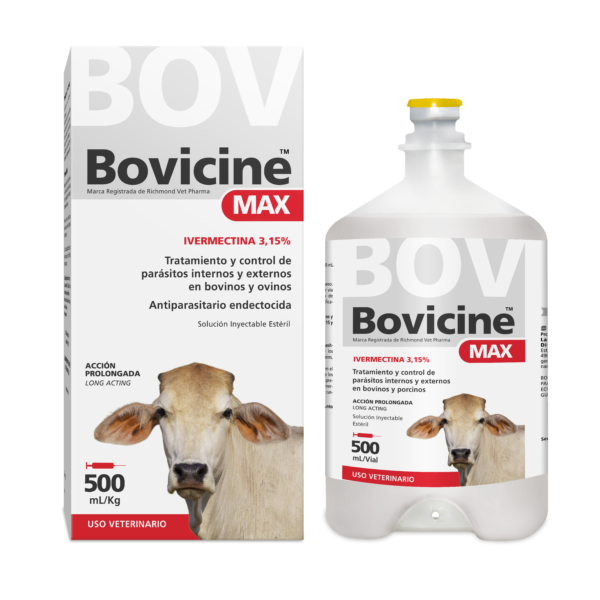 BOV
Bovicine™
Marca Registrada de Richmond Vet Pharma
MAX
IVERMECTINA 3,15%
Tratamiento y control de
parásitos internos y externos
en bovinos y ovinos
Antiparasitario endectocida
Solución Inyectable Estéril
ACCIÓN
PROLONGADA
LONG ACTING
500
mL/Kg
USO VETERINARIO
BOVI
Bovicine™
Marca Registrada de Richmond Vet Pharma
MAX
IVERMECTINA 3,15%
Tratamiento y control de
parásitos internos y externos
en bovinos y porcinos
ACCIÓN PROLONGADA
LONG ACTING
Solución Inyectable
Estéril
500
mL/Vial
USO VETERINARIO